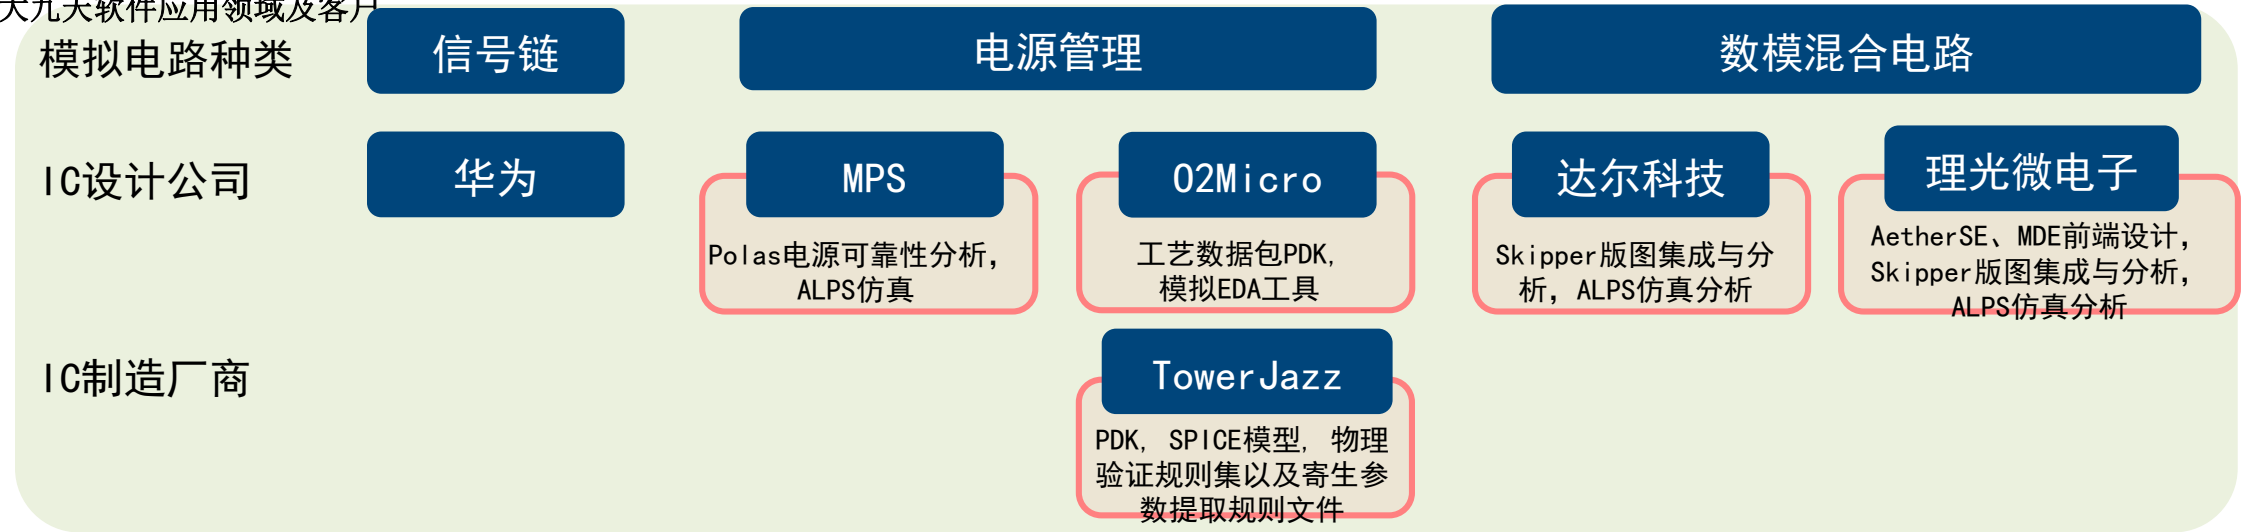 大九天软件应用领域及客户
模拟电路种类
信号链
电源管理
数模混合电路
IC设计公司
华为
MPS
O2Micro
达尔科技
理光微电子
Polas电源可靠性分析,
ALPS仿真
工艺数据包PDK,
模拟EDA工具
Skipper版图集成与分
析, ALPS仿真分析
AetherSE、MDE前端设计,
Skipper版图集成与分析,
ALPS仿真分析
IC制造厂商
TowerJazz
PDK, SPICE模型, 物理
验证规则集以及寄生参
数提取规则文件